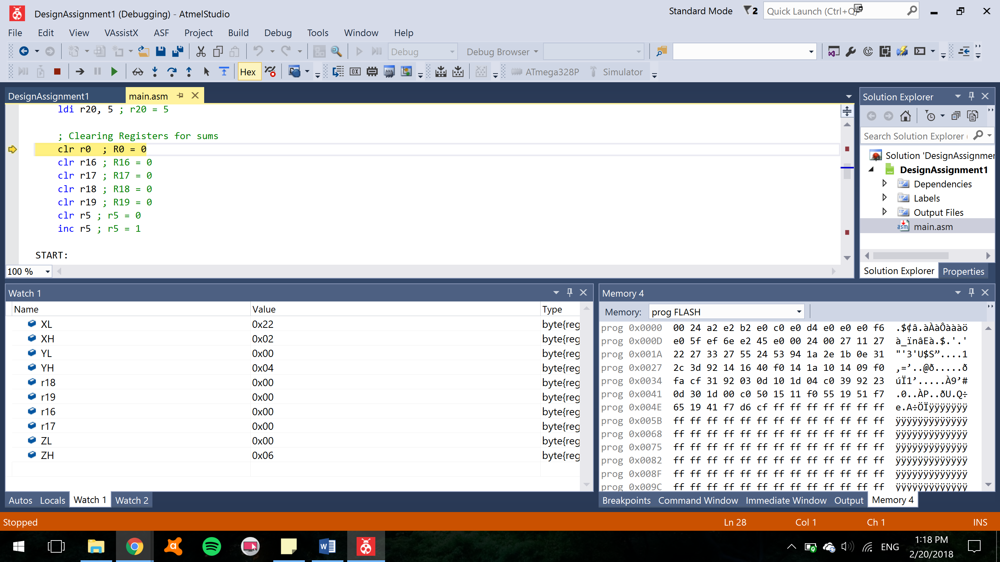 DesignAssignment1 (Debugging) - AtmelStudio
Standard Mode
2
Quick Launch (Ctrl+Q)
File Edit View VAssistX ASF Project Build Debug Tools Window Help
Debug
Debug Browser
Hex
ATmega328P
Simulator
DesignAssignment1
main.asm
ldi r20, 5 ; r20 = 5
; Clearing Registers for sums
clr r0  ; R0 = 0
clr r16 ; R16 = 0
clr r17 ; R17 = 0
clr r18 ; R18 = 0
clr r19 ; R19 = 0
clr r5 ; r5 = 0
inc r5 ; r5 = 1
START:
100 %
Solution Explorer
Search Solution Explorer
Solution 'DesignAssignmen
DesignAssignment1
Dependencies
Labels
Output Files
main.asm
Solution Explorer Properties
Watch 1
Name Value Type
XL 0x22 byte{reg
XH 0x02 byte{reg
YL 0x00 byte{reg
YH 0x04 byte{reg
r18 0x00 byte{reg
r19 0x00 byte{reg
r16 0x00 byte{reg
r17 0x00 byte{reg
ZL 0x00 byte{reg
ZH 0x06 byte{reg
Autos Locals Watch 1 Watch 2
Memory 4
Memory: prog FLASH
prog 0x0000 00 24 a2 e2 b2 e0 c0 e0 d4 e0 e0 e0 f6 .$¢â.àÀàÔàààö
prog 0x000D e0 5f ef 6e e2 45 e0 00 24 00 27 11 27 à_ïnâEà.$.'.'
prog 0x001A 22 27 33 27 55 24 53 94 1a 2e 1b 0e 31 "'3'U$S”....1
prog 0x0027 2c 3d 92 14 16 40 f0 14 1a 10 14 09 f0 ,=’..@ð.....ð
prog 0x0034 fa cf 31 92 03 0d 10 1d 04 c0 39 92 23 úÏ1’.....À9’#
prog 0x0041 0d 30 1d 00 c0 50 15 11 f0 55 19 51 f7 .0..ÀP..ðU.Q÷
prog 0x004E 65 19 41 f7 d6 cf ff ff ff ff ff ff ff e.A÷ÖÏÿÿÿÿÿÿÿ
prog 0x005B ff ff ff ff ff ff ff ff ff ff ff ff ff ÿÿÿÿÿÿÿÿÿÿÿÿÿ
prog 0x0068 ff ff ff ff ff ff ff ff ff ff ff ff ff ÿÿÿÿÿÿÿÿÿÿÿÿÿ
prog 0x0075 ff ff ff ff ff ff ff ff ff ff ff ff ff ÿÿÿÿÿÿÿÿÿÿÿÿÿ
prog 0x0082 ff ff ff ff ff ff ff ff ff ff ff ff ff ÿÿÿÿÿÿÿÿÿÿÿÿÿ
prog 0x008F ff ff ff ff ff ff ff ff ff ff ff ff ff ÿÿÿÿÿÿÿÿÿÿÿÿÿ
prog 0x009C ff ff ff ff ff ff ff ff ff ff ff ff ff ÿÿÿÿÿÿÿÿÿÿÿÿÿ
Breakpoints Command Window Immediate Window Output Memory 4
Stopped
Ln 28 Col 1 Ch 1 INS
ENG
1:18 PM
2/20/2018